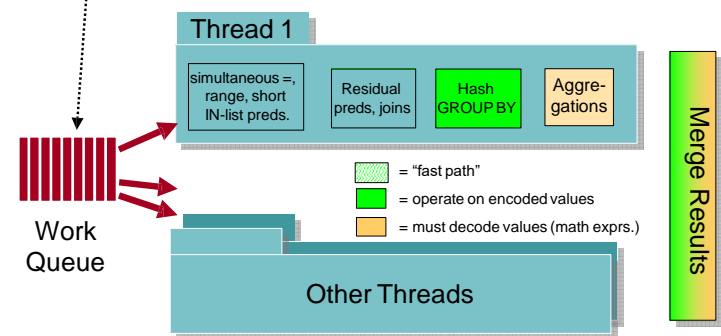 Thread 1
simultaneous =,
range, short
IN-list preds.
Residual
preds, joins
Hash
GROUP BY
Aggre-
gations
Merge Results
Work
Queue
= “fast path”
= operate on encoded values
= must decode values (math exprs.)
Other Threads